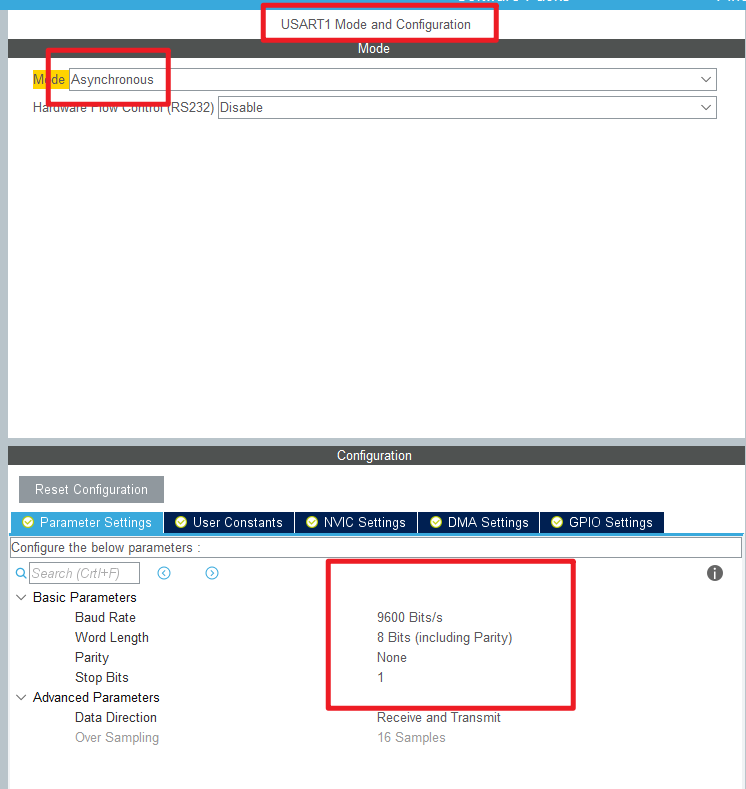 USART1 Mode and Configuration
Mode
Mode Asynchronous
Hardware Flow Control (RS232) Disable
Configuration
Reset Configuration
Parameter Settings User Constants NVIC Settings DMA Settings GPIO Settings
Configure the below parameters :
Search (Crtl+F)
Basic Parameters
Baud Rate 9600 Bits/s
Word Length 8 Bits (including Parity)
Parity None
Stop Bits 1
Advanced Parameters
Data Direction Receive and Transmit
Over Sampling 16 Samples